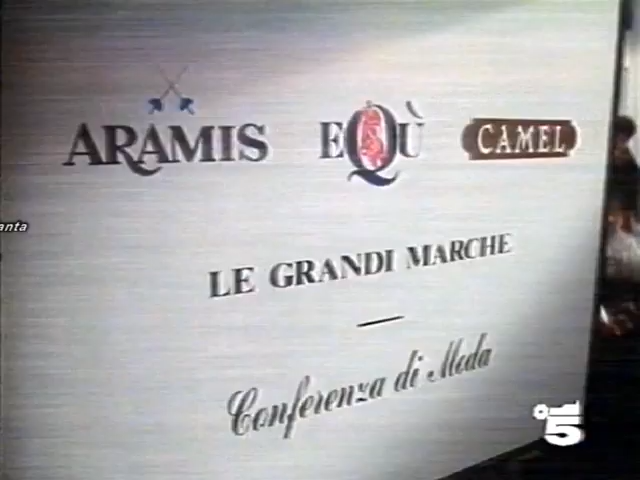 ARAMIS EQÙ CAMEL
anta
LE GRANDI MARCHE
Conferenza di Moda
5